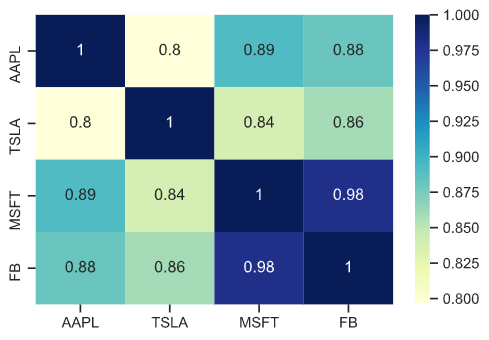 AAPL 1 0.8 0.89 0.88
TSLA 0.8 1 0.84 0.86
MSFT 0.89 0.84 1 0.98
FB 0.88 0.86 0.98 1
AAPL TSLA MSFT FB
1.000
0.975
0.950
0.925
0.900
0.875
0.850
0.825
0.800